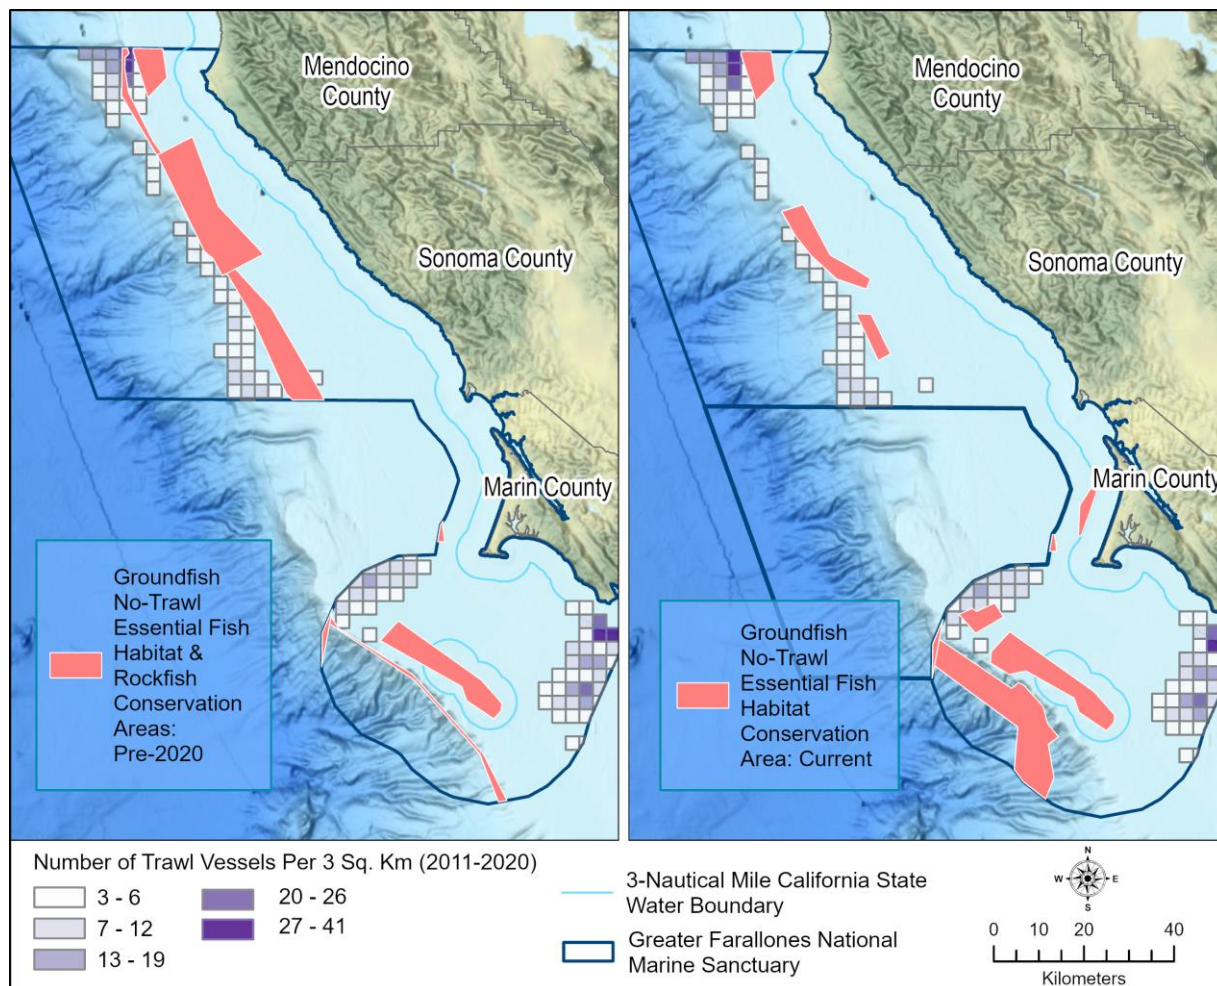 Mendocino
County
Sonoma County
Marin County
Groundfish
No-Trawl
Essential Fish
Habitat &
Rockfish
Conservation
Areas:
Pre-2020
Mendocino
County
Sonoma County
Marin County
Groundfish
No-Trawl
Essential Fish
Habitat
Conservation
Area: Current
Number of Trawl Vessels Per 3 Sq. Km (2011-2020)
3 - 6
7 - 12
13 - 19
20 - 26
27 - 41
3-Nautical Mile California State
Water Boundary
Greater Farallones National
Marine Sanctuary
N
W E
S
0 10 20 40
Kilometers